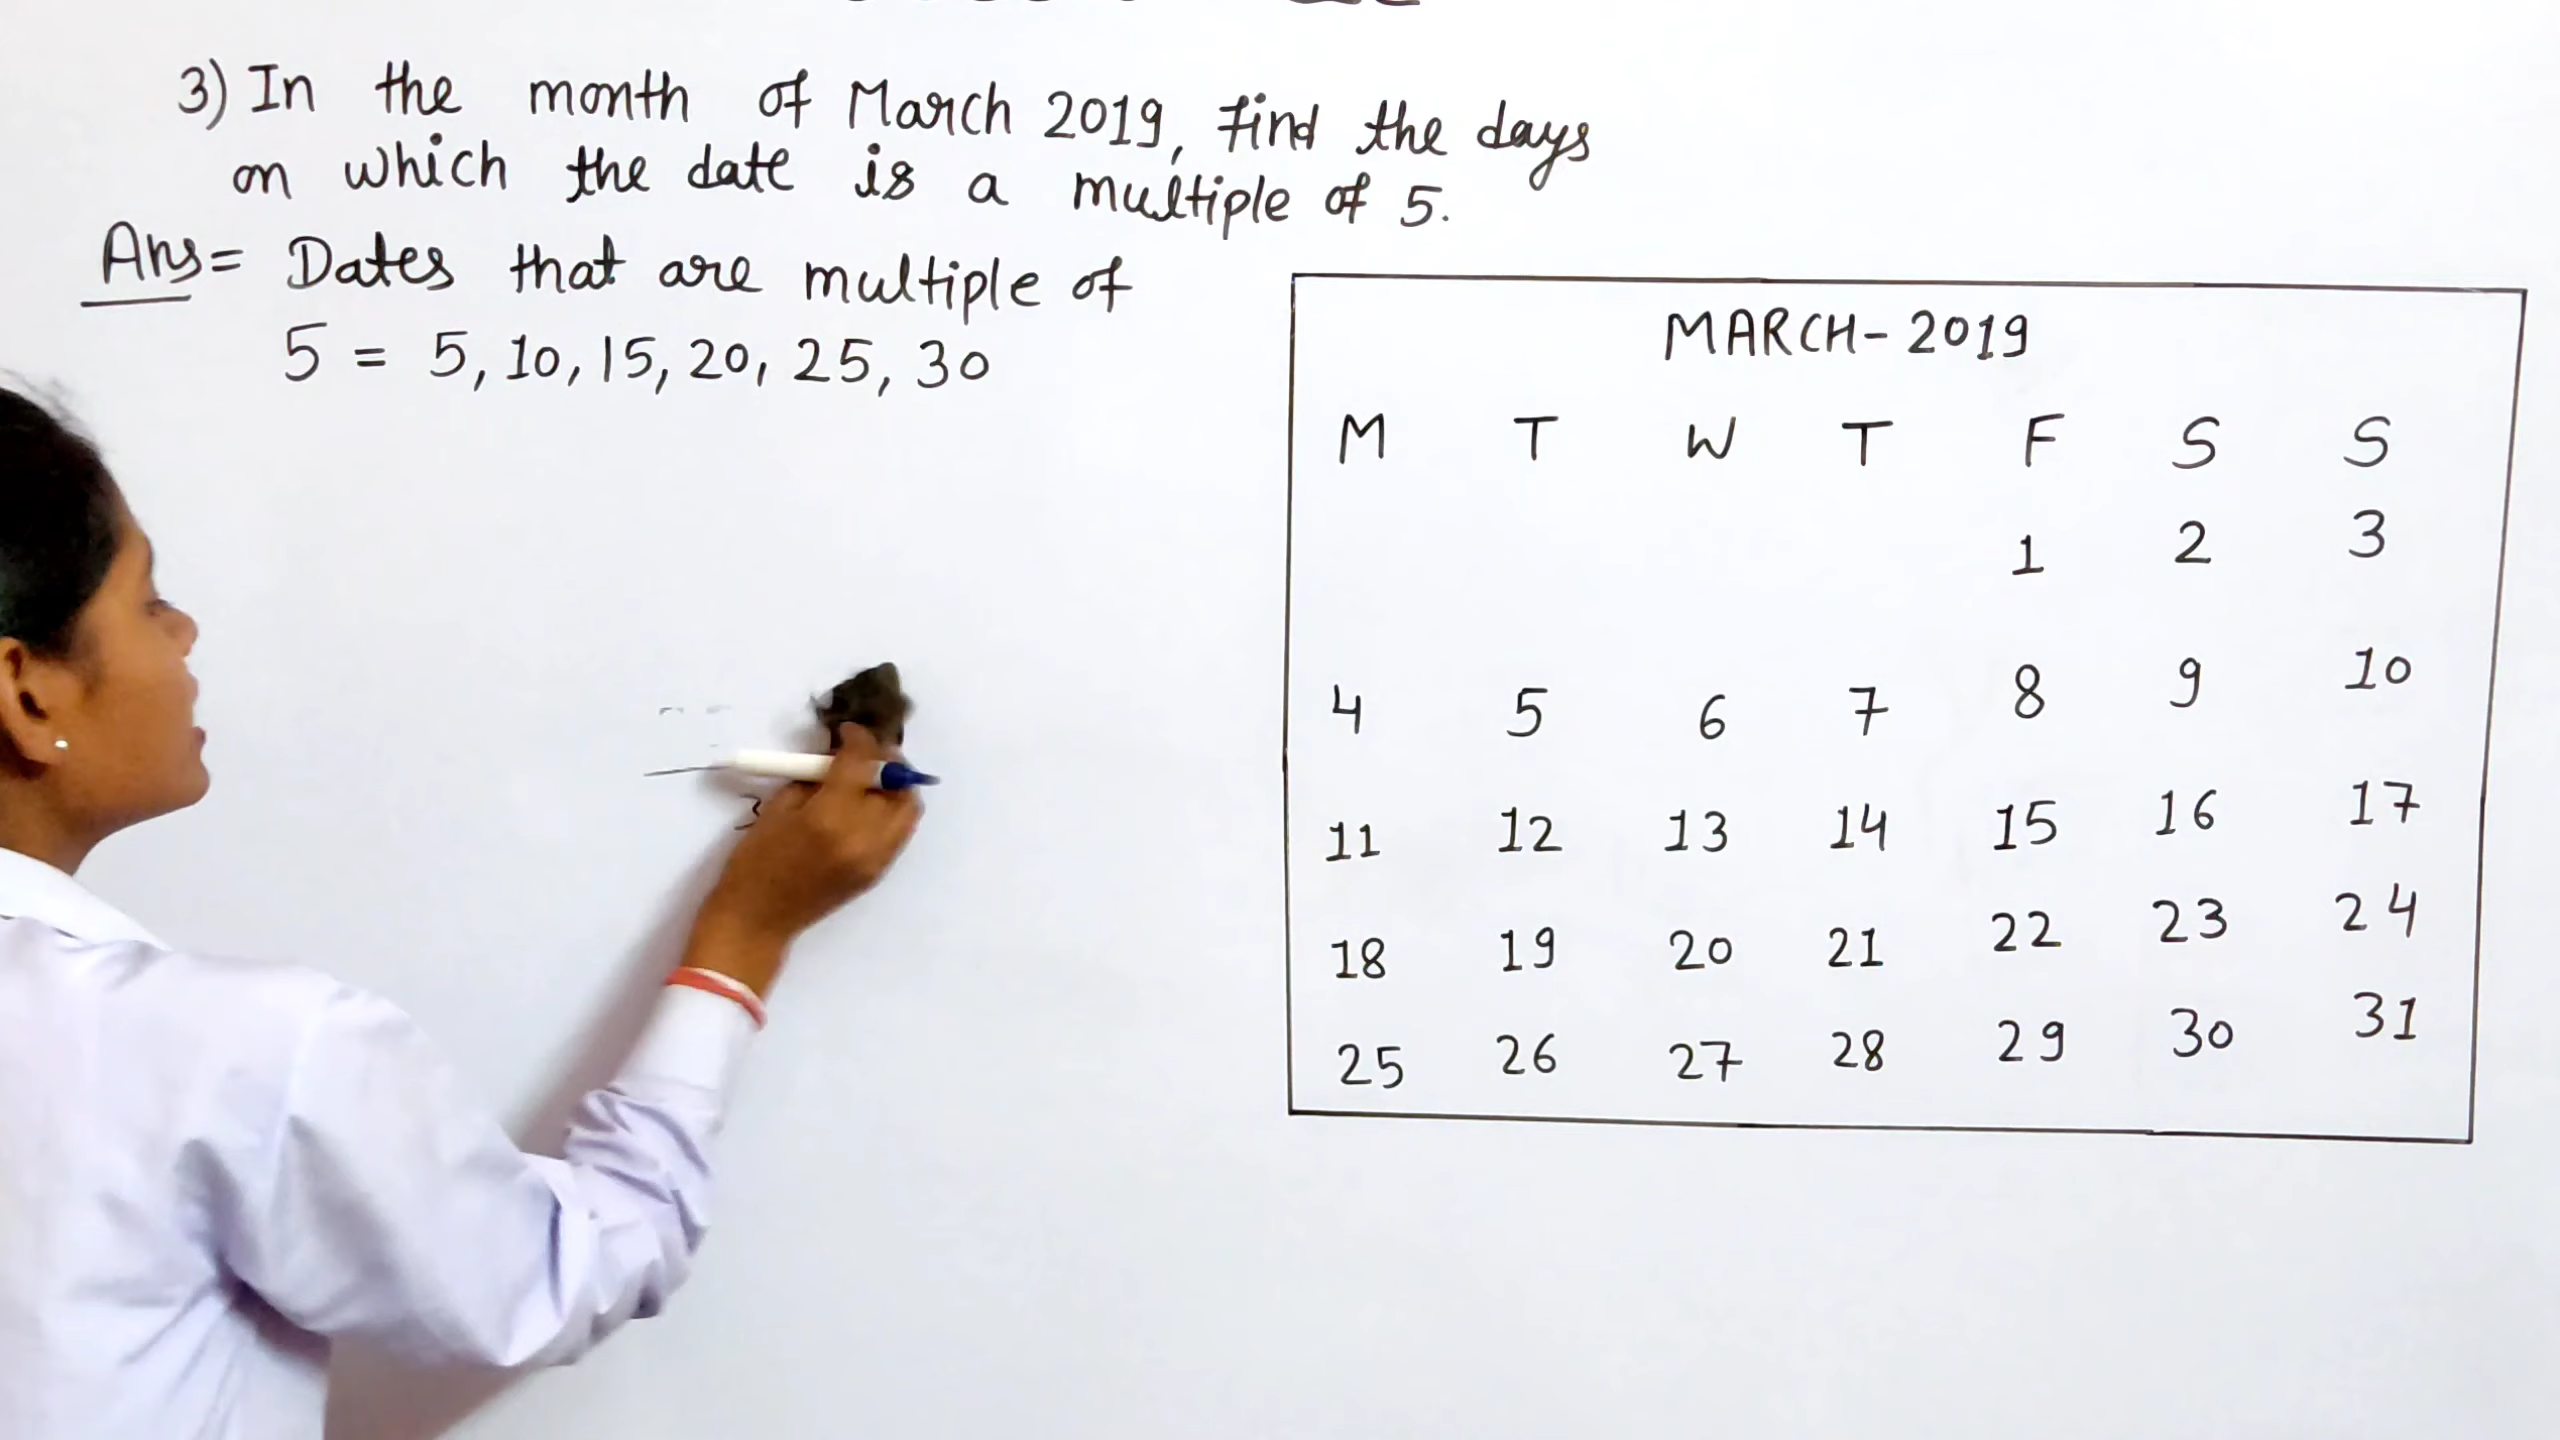 3) In the month of March 2019, find the days
on which the date is a multiple of 5.
Ans = Dates that are multiple of
5 = 5, 10, 15, 20, 25, 30
MARCH - 2019
M T W T F S S
1 2 3
4 5 6 7 8 9 10
11 12 13 14 15 16 17
18 19 20 21 22 23 24
25 26 27 28 29 30 31
3